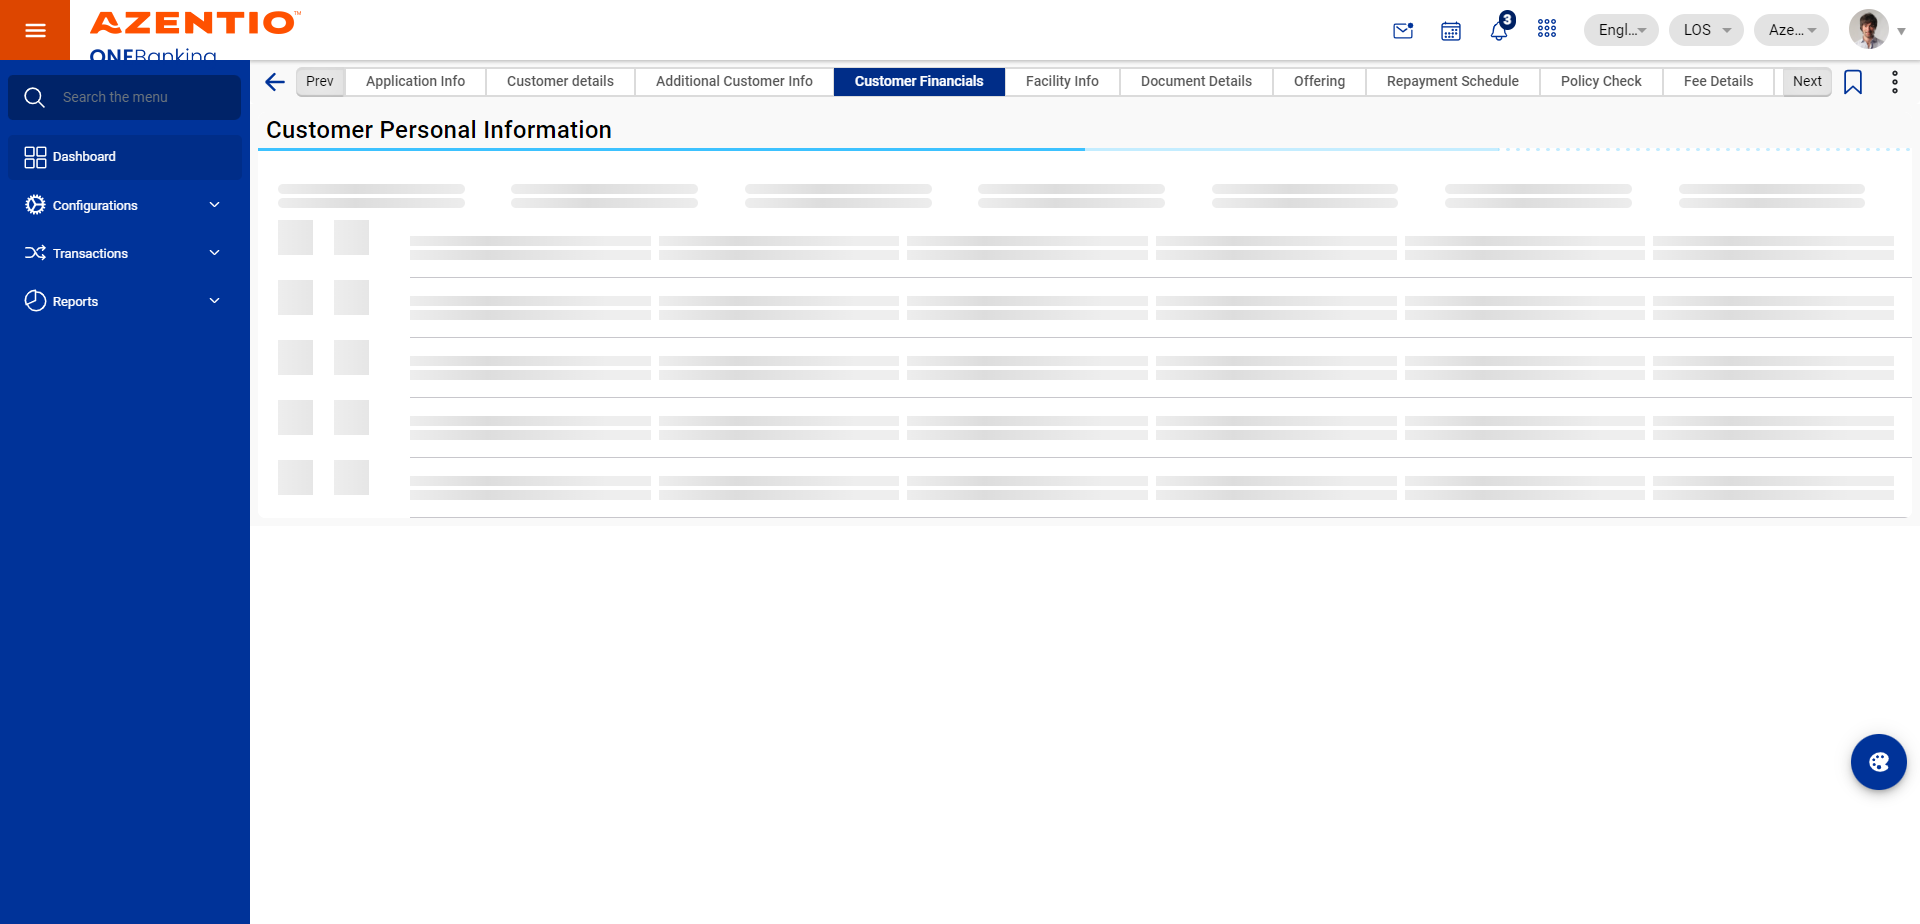 AZENTIO™
ONEBanking
3
Engl...
LOS
Aze...
Search the menu
Dashboard
Configurations
Transactions
Reports
Prev
Application Info
Customer details
Additional Customer Info
Customer Financials
Facility Info
Document Details
Offering
Repayment Schedule
Policy Check
Fee Details
Next
Customer Personal Information